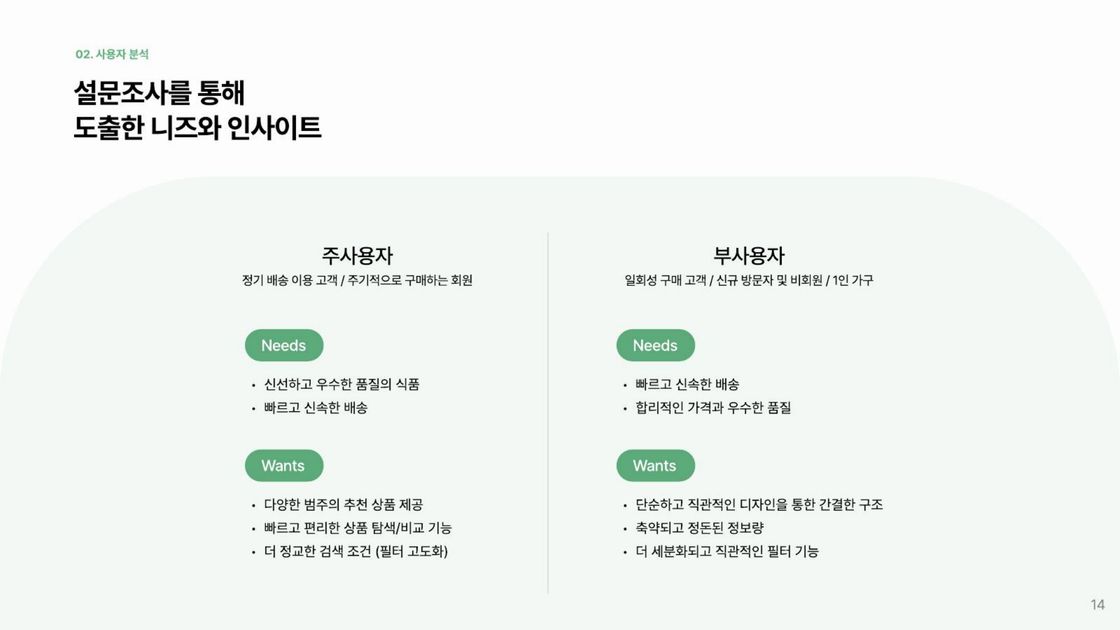 02. 사용자 분석
설문조사를 통해
도출한 니즈와 인사이트
주사용자
정기 배송 이용 고객 / 주기적으로 구매하는 회원
Needs
• 신선하고 우수한 품질의 식품
• 빠르고 신속한 배송
Wants
• 다양한 범주의 추천 상품 제공
• 빠르고 편리한 상품 탐색/비교 기능
• 더 정교한 검색 조건 (필터 고도화)
부사용자
일회성 구매 고객 / 신규 방문자 및 비회원 / 1인 가구
Needs
• 빠르고 신속한 배송
• 합리적인 가격과 우수한 품질
Wants
• 단순하고 직관적인 디자인을 통한 간결한 구조
• 축약되고 정돈된 정보량
• 더 세분화되고 직관적인 필터 기능
14